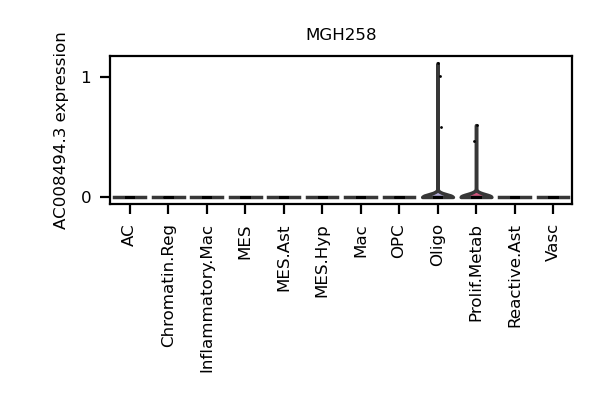 MGH258
AC008494.3 expression
1
0
AC
Chromatin.Reg
Inflammatory.Mac
MES
MES.Ast
MES.Hyp
Mac
OPC
Oligo
Prolif.Metab
Reactive.Ast
Vasc